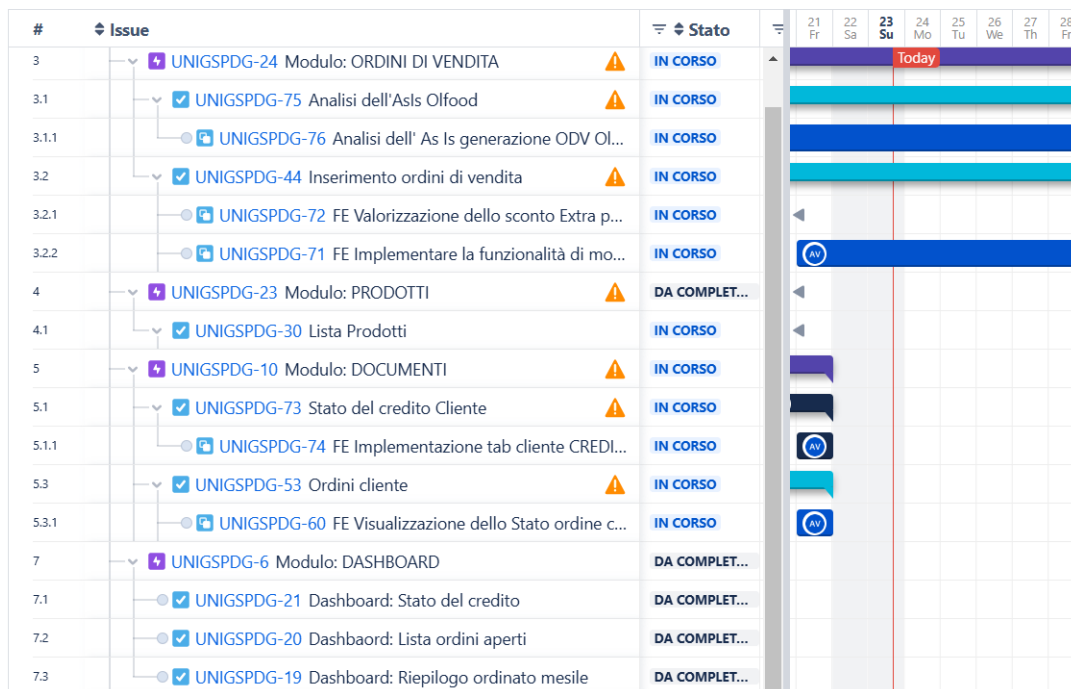 # Issue Stato 21 22 23 24 25 26 27 28
Fr Sa Su Mo Tu We Th Fr
3 UNIGSPDG-24 Modulo: ORDINI DI VENDITA IN CORSO Today
3.1 UNIGSPDG-75 Analisi dell'AsIs Olfood IN CORSO
3.1.1 UNIGSPDG-76 Analisi dell' As Is generazione ODV Ol... IN CORSO
3.2 UNIGSPDG-44 Inserimento ordini di vendita IN CORSO
3.2.1 UNIGSPDG-72 FE Valorizzazione dello sconto Extra p... IN CORSO
3.2.2 UNIGSPDG-71 FE Implementare la funzionalità di mo... IN CORSO AV
4 UNIGSPDG-23 Modulo: PRODOTTI DA COMPLET...
4.1 UNIGSPDG-30 Lista Prodotti IN CORSO
5 UNIGSPDG-10 Modulo: DOCUMENTI IN CORSO
5.1 UNIGSPDG-73 Stato del credito Cliente IN CORSO
5.1.1 UNIGSPDG-74 FE Implementazione tab cliente CREDI... IN CORSO AV
5.3 UNIGSPDG-53 Ordini cliente IN CORSO
5.3.1 UNIGSPDG-60 FE Visualizzazione dello Stato ordine c... IN CORSO AV
7 UNIGSPDG-6 Modulo: DASHBOARD DA COMPLET...
7.1 UNIGSPDG-21 Dashboard: Stato del credito DA COMPLET...
7.2 UNIGSPDG-20 Dashbaord: Lista ordini aperti DA COMPLET...
7.3 UNIGSPDG-19 Dashboard: Riepilogo ordinato mesile DA COMPLET...